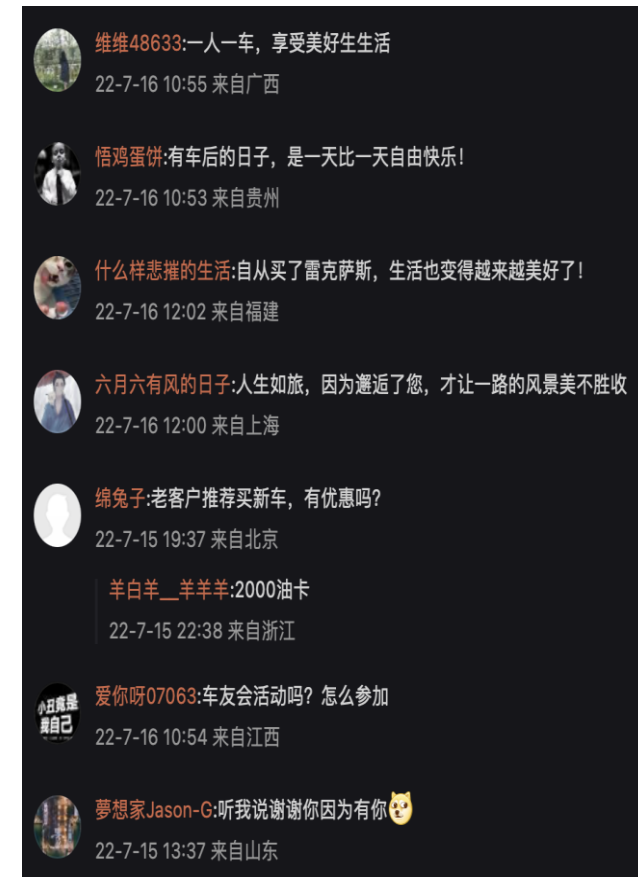 维维48633:一人一车，享受美好生生活
22-7-16 10:55 来自广西
悟鸡蛋饼:有车后的日子，是一天比一天自由快乐！
22-7-16 10:53 来自贵州
什么样悲摧的生活:自从买了雷克萨斯，生活也变得越来越美好了！
22-7-16 12:02 来自福建
六月六有风的日子:人生如旅，因为邂逅了您，才让一路的风景美不胜收
22-7-16 12:00 来自上海
绵兔子:老客户推荐买新车，有优惠吗？
22-7-15 19:37 来自北京
羊白羊__羊羊羊:2000油卡
22-7-15 22:38 来自浙江
小丑竟是
我自己
爱你呀07063:车友会活动吗？怎么参加
22-7-16 10:54 来自江西
夢想家Jason-G:听我说谢谢你因为有你
22-7-15 13:37 来自山东